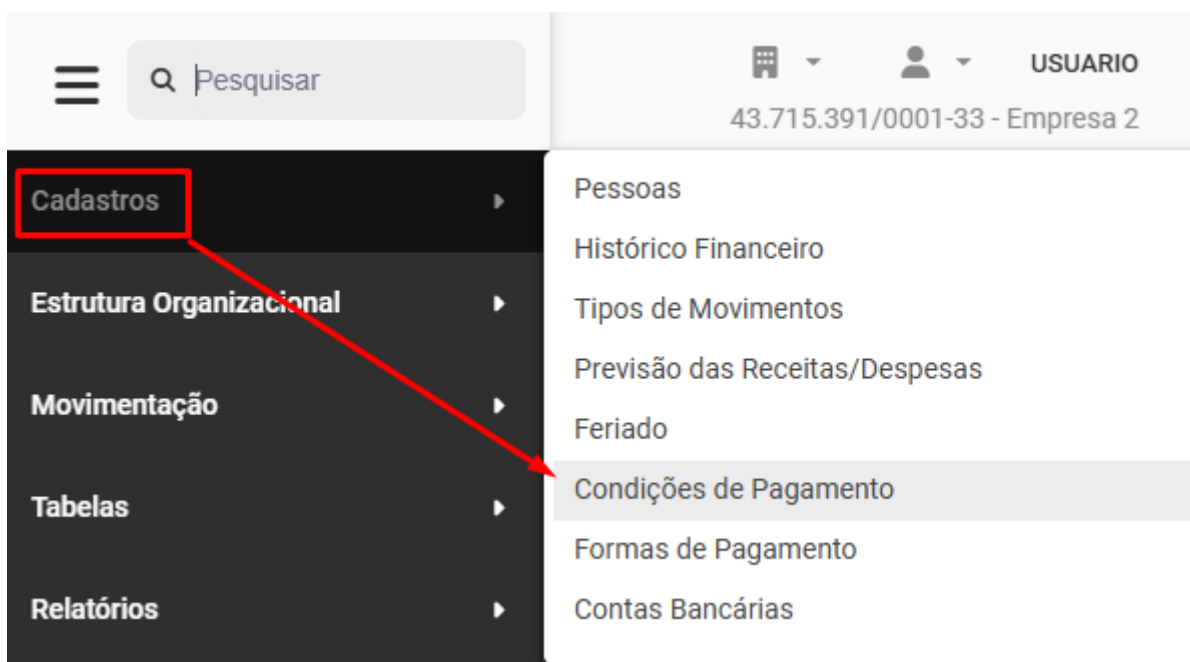 Pesquisar
USUARIO
43.715.391/0001-33 - Empresa 2
Cadastros
Estrutura Organizacional
Movimentação
Tabelas
Relatórios
Pessoas
Histórico Financeiro
Tipos de Movimentos
Previsão das Receitas/Despesas
Feriado
Condições de Pagamento
Formas de Pagamento
Contas Bancárias